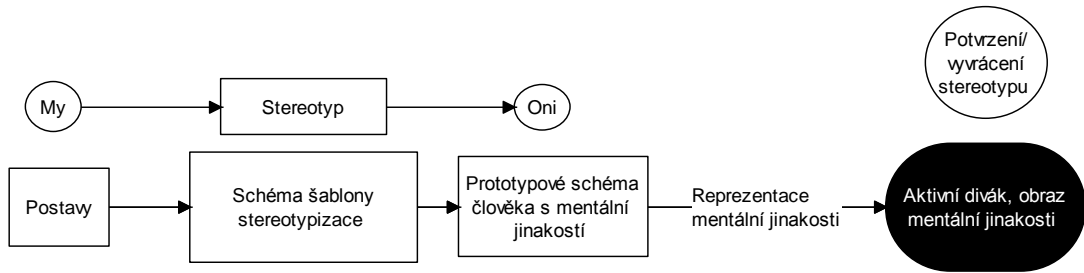 Potvrzení/
vyvrácení
stereotypu
My
Stereotyp
Oni
Postavy
Schéma šablony
stereotypizace
Prototypové schéma
člověka s mentální
jinakostí
Reprezentace
mentální jinakosti
Aktivní divák, obraz
mentální jinakosti